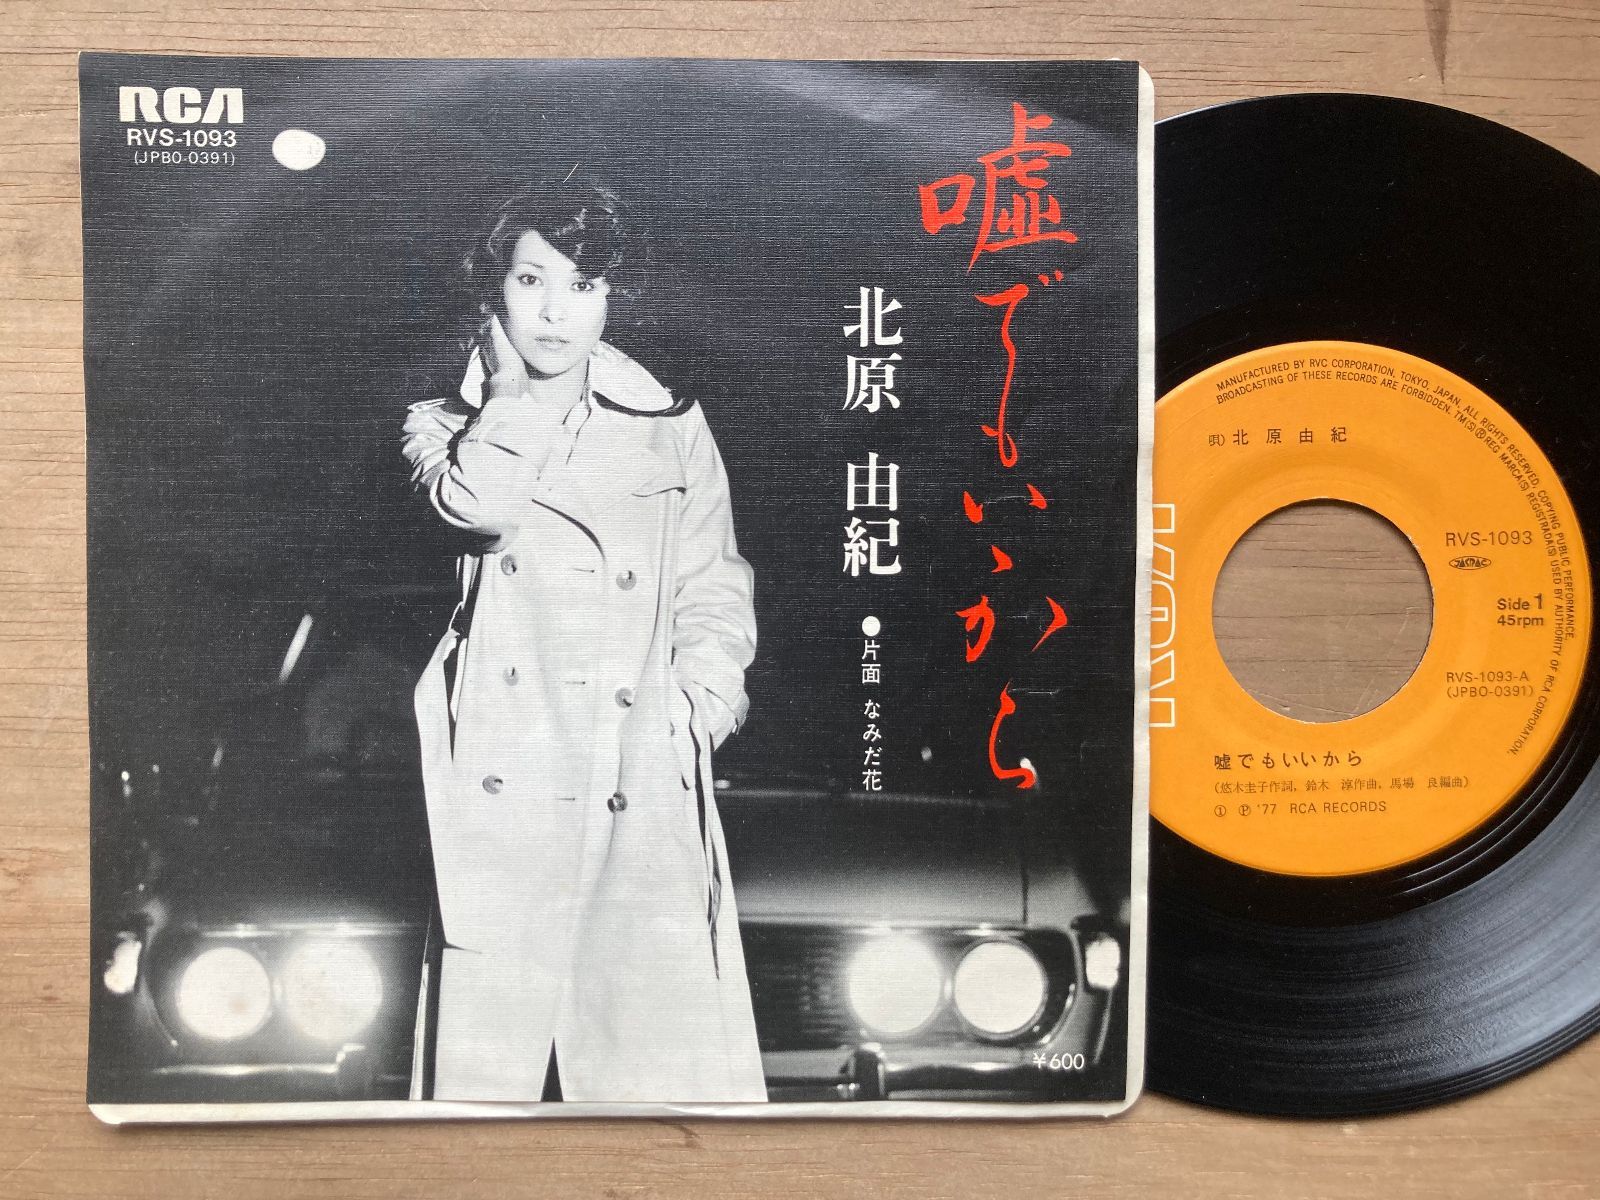 RCA
RVS-1093
(JPBO-0391)
嘘でもいいから
北原由紀
●片面 なみだ花
¥600
MANUFACTURED BY RVC CORPORATION, TOKYO, JAPAN. ALL RIGHTS RESERVED, COPYING PUBLIC PERFORMANCE,
BROADCASTING OF THESE RECORDS ARE FORBIDDEN. TM(S) ® REG MARCA(S) REGISTRADA(S) USED BY AUTHORITY OF RCA CORPORATION.
唄) 北原由紀
RVS-1093
JASRAC
Side 1
45rpm
RVS-1093-A
(JPBO-0391)
嘘でもいいから
(悠木圭子作詞, 鈴木 淳作曲, 馬場 良編曲)
① ℗ '77 RCA RECORDS